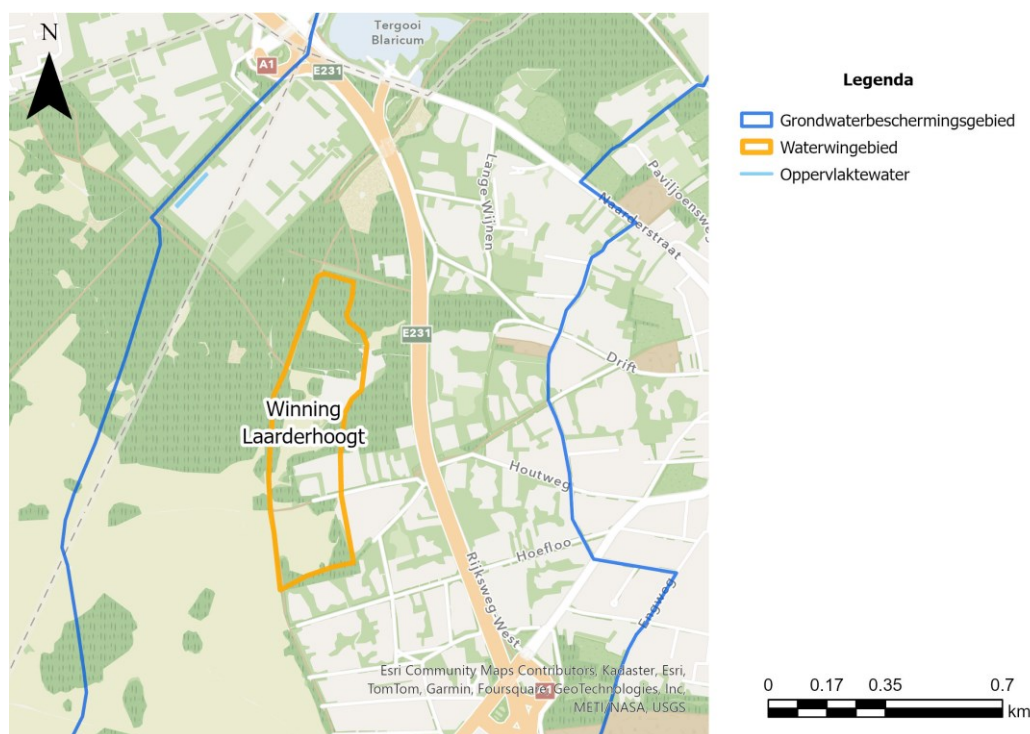 N
Tergooi
Blaricum
A1
E231
Lange Wijnen
Paviljoensweg
Naarderstraat
E231
Drift
Winning
Laarderhoogt
Houtweg
Hoefloo
Rijksweg-West
Engweg
A1
Esri Community Maps Contributors, Kadaster, Esri,
TomTom, Garmin, Foursquare, GeoTechnologies, Inc,
METI/NASA, USGS
Legenda
Grondwaterbeschermingsgebied
Waterwingebied
Oppervlaktewater
0 0.17 0.35 0.7
km